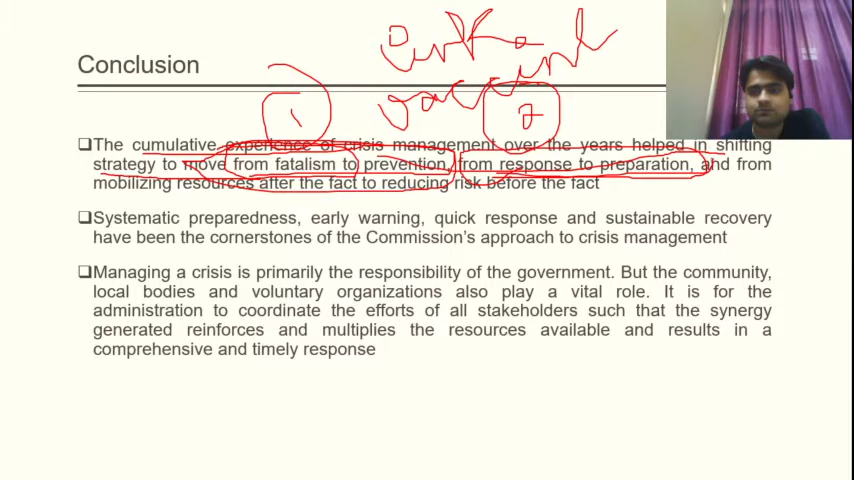 Conclusion
vaccine
1
2
❑The cumulative experience of crisis management over the years helped in shifting
strategy to move from fatalism to prevention, from response to preparation, and from
mobilizing resources after the fact to reducing risk before the fact
❑Systematic preparedness, early warning, quick response and sustainable recovery
have been the cornerstones of the Commission's approach to crisis management
❑Managing a crisis is primarily the responsibility of the government. But the community,
local bodies and voluntary organizations also play a vital role. It is for the
administration to coordinate the efforts of all stakeholders such that the synergy
generated reinforces and multiplies the resources available and results in a
comprehensive and timely response